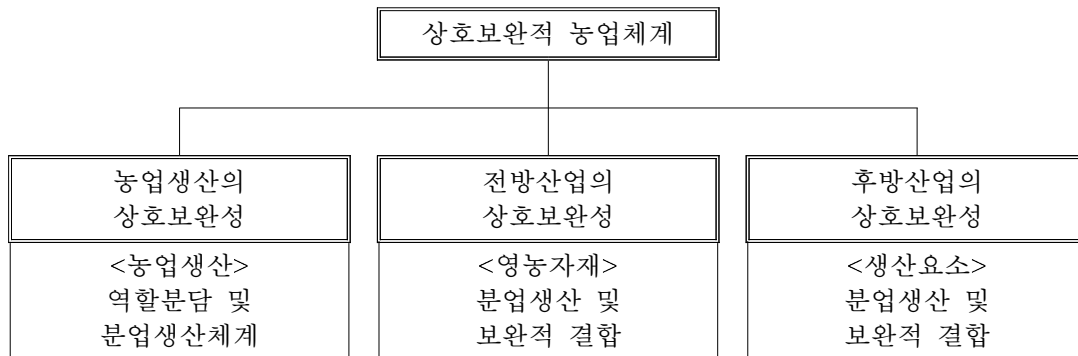 상호보완적 농업체계
농업생산의
상호보완성
<농업생산>
역할분담 및
분업생산체계
전방산업의
상호보완성
<영농자재>
분업생산 및
보완적 결합
후방산업의
상호보완성
<생산요소>
분업생산 및
보완적 결합